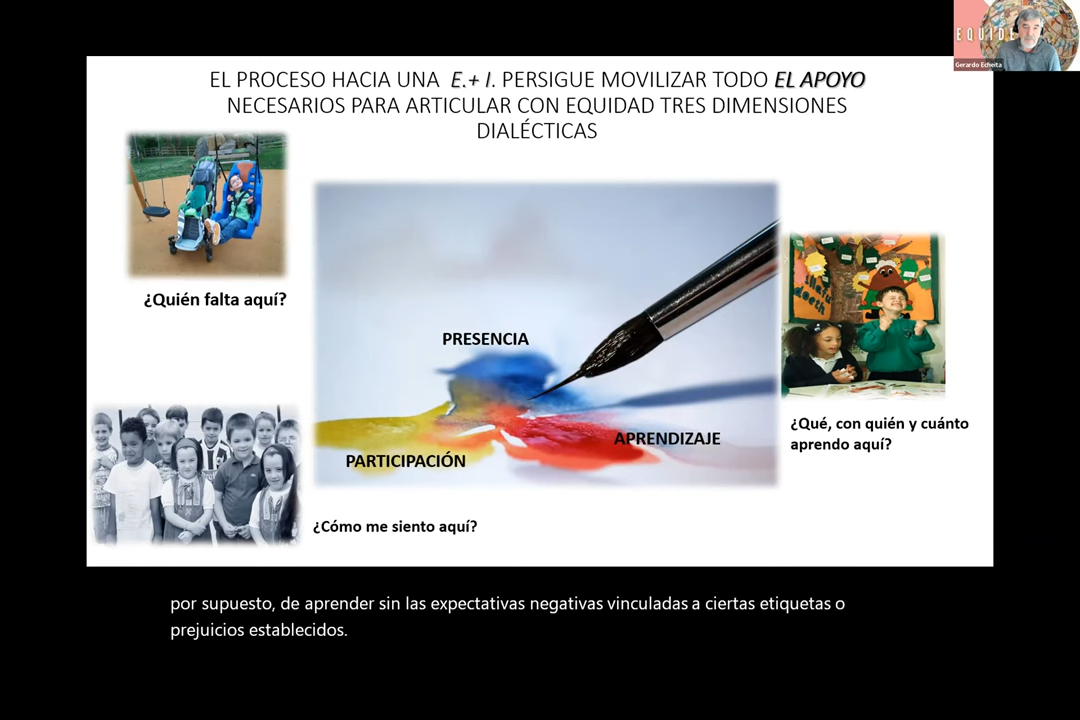 EQUIDE
Gerardo Echeita
EL PROCESO HACIA UNA E.+ I. PERSIGUE MOVILIZAR TODO EL APOYO
NECESARIOS PARA ARTICULAR CON EQUIDAD TRES DIMENSIONES
DIALÉCTICAS
¿Quién falta aquí?
PRESENCIA
APRENDIZAJE
PARTICIPACIÓN
¿Qué, con quién y cuánto
aprendo aquí?
¿Cómo me siento aquí?
por supuesto, de aprender sin las expectativas negativas vinculadas a ciertas etiquetas o
prejuicios establecidos.